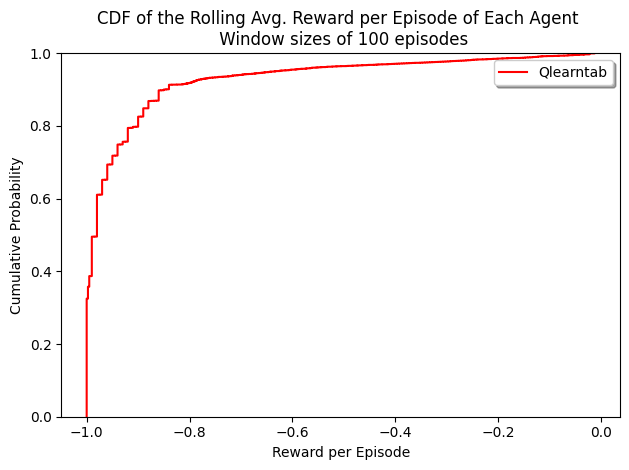 CDF of the Rolling Avg. Reward per Episode of Each Agent
Window sizes of 100 episodes
Qlearntab
Cumulative Probability
1.0
0.8
0.6
0.4
0.2
0.0
−1.0
−0.8
−0.6
−0.4
−0.2
0.0
Reward per Episode